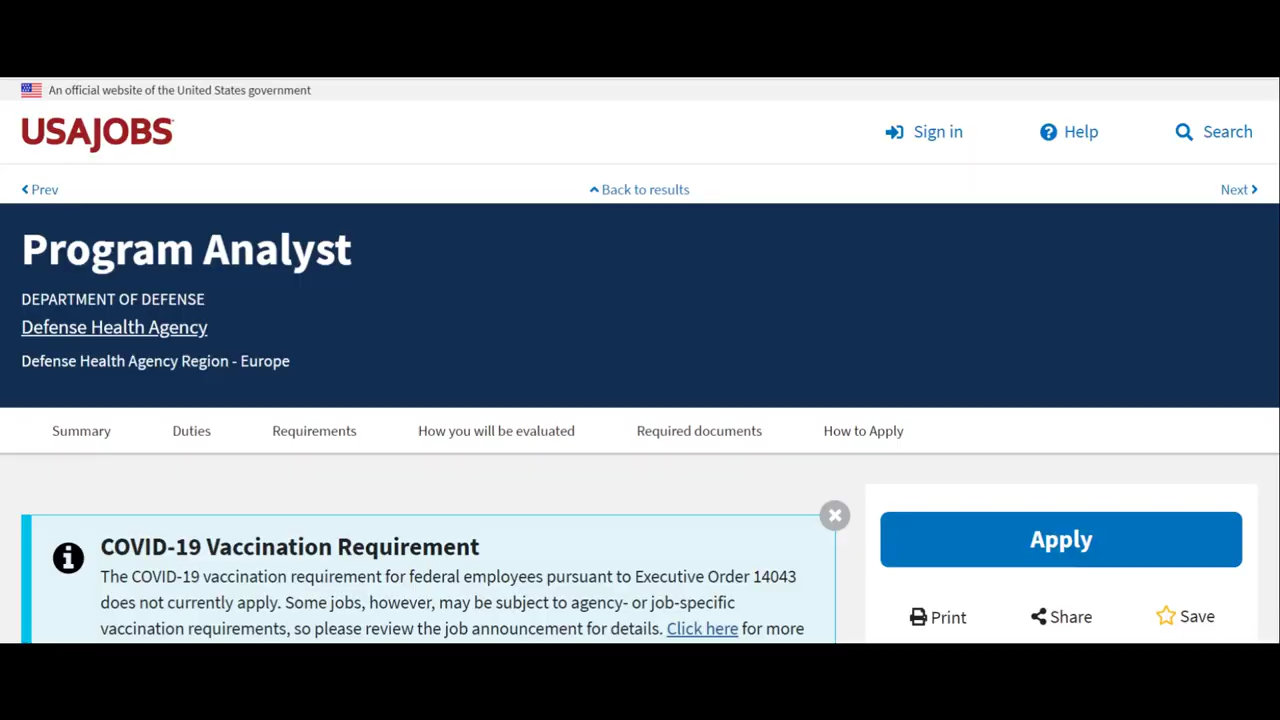 An official website of the United States government
USAJOBS
Sign in
Help
Search
Prev
Back to results
Next
Program Analyst
DEPARTMENT OF DEFENSE
Defense Health Agency
Defense Health Agency Region - Europe
Summary
Duties
Requirements
How you will be evaluated
Required documents
How to Apply
COVID-19 Vaccination Requirement
The COVID-19 vaccination requirement for federal employees pursuant to Executive Order 14043
does not currently apply. Some jobs, however, may be subject to agency- or job-specific
vaccination requirements, so please review the job announcement for details. Click here for more
Apply
Print
Share
Save